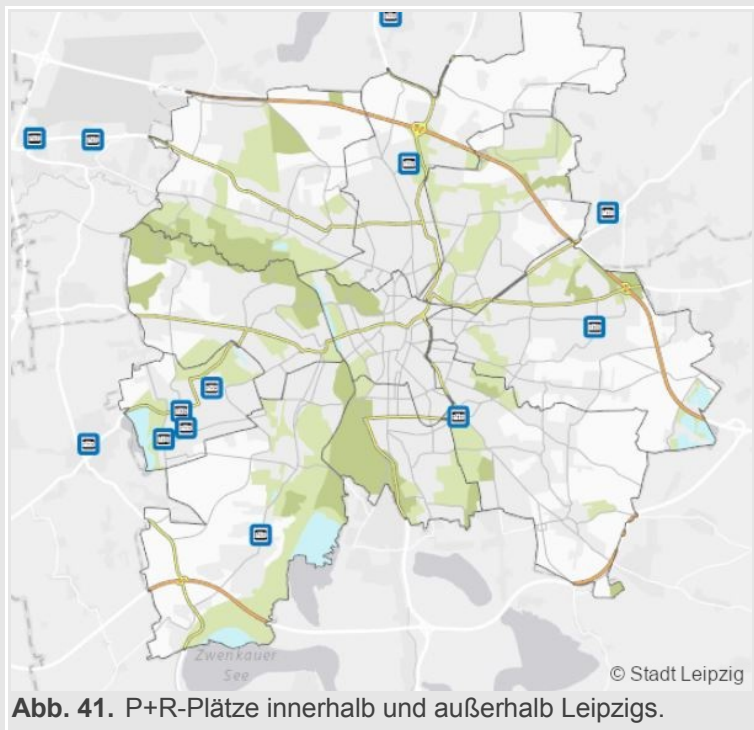 Zwenkauer
See
© Stadt Leipzig
Abb. 41. P+R-Plätze innerhalb und außerhalb Leipzigs.